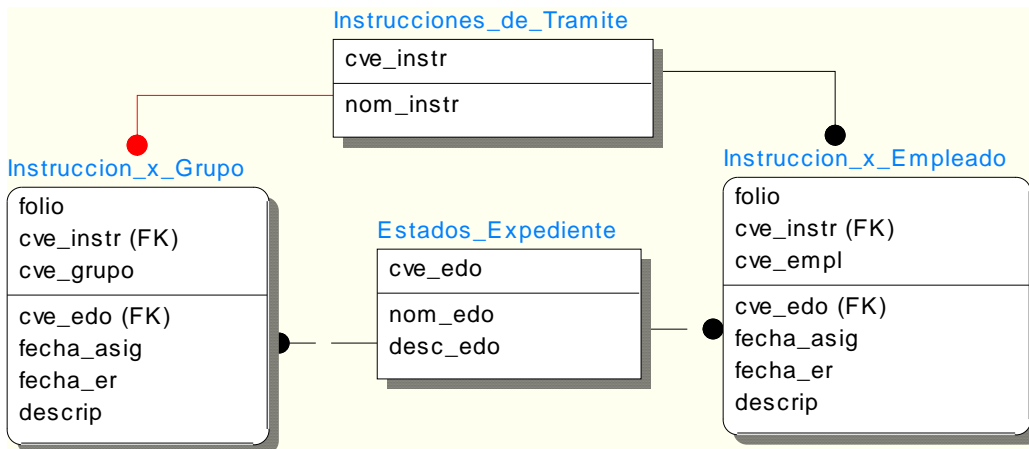 Instrucciones_de_Tramite
cve_instr
nom_instr
Instruccion_x_Grupo
folio
cve_instr (FK)
cve_grupo
cve_edo (FK)
fecha_asig
fecha_er
descrip
Estados_Expediente
cve_edo
nom_edo
desc_edo
Instruccion_x_Empleado
folio
cve_instr (FK)
cve_empl
cve_edo (FK)
fecha_asig
fecha_er
descrip